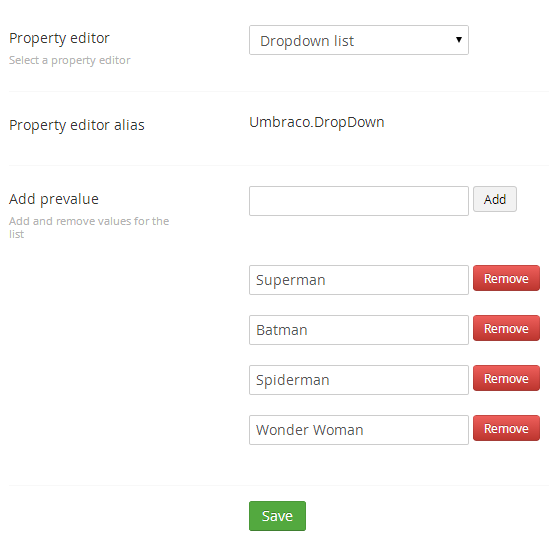 Property editor
Dropdown list
Select a property editor
Property editor alias
Umbraco.DropDown
Add prevalue
Add
Add and remove values for the
list
Superman
Remove
Batman
Remove
Spiderman
Remove
Wonder Woman
Remove
Save